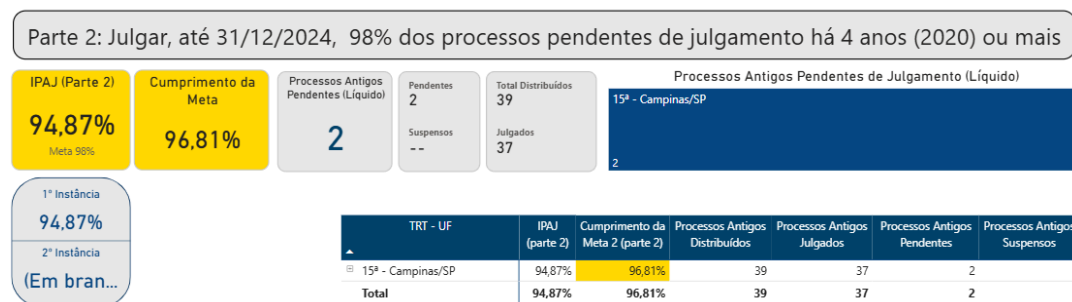 Parte 2: Julgar, até 31/12/2024, 98% dos processos pendentes de julgamento há 4 anos (2020) ou mais
IPAJ (Parte 2)
94,87%
Meta 98%
Cumprimento da
Meta
96,81%
Processos Antigos
Pendentes (Líquido)
2
Pendentes
2
Suspensos
--
Total Distribuídos
39
Julgados
37
Processos Antigos Pendentes de Julgamento (Líquido)
15ª - Campinas/SP
2
1° Instância
94,87%
2° Instância
(Em bran...
TRT - UF IPAJ (parte 2) Cumprimento da Meta 2 (parte 2) Processos Antigos Distribuídos Processos Antigos Julgados Processos Antigos Pendentes Processos Antigos Suspensos
15ª - Campinas/SP 94,87% 96,81% 39 37 2
Total 94,87% 96,81% 39 37 2